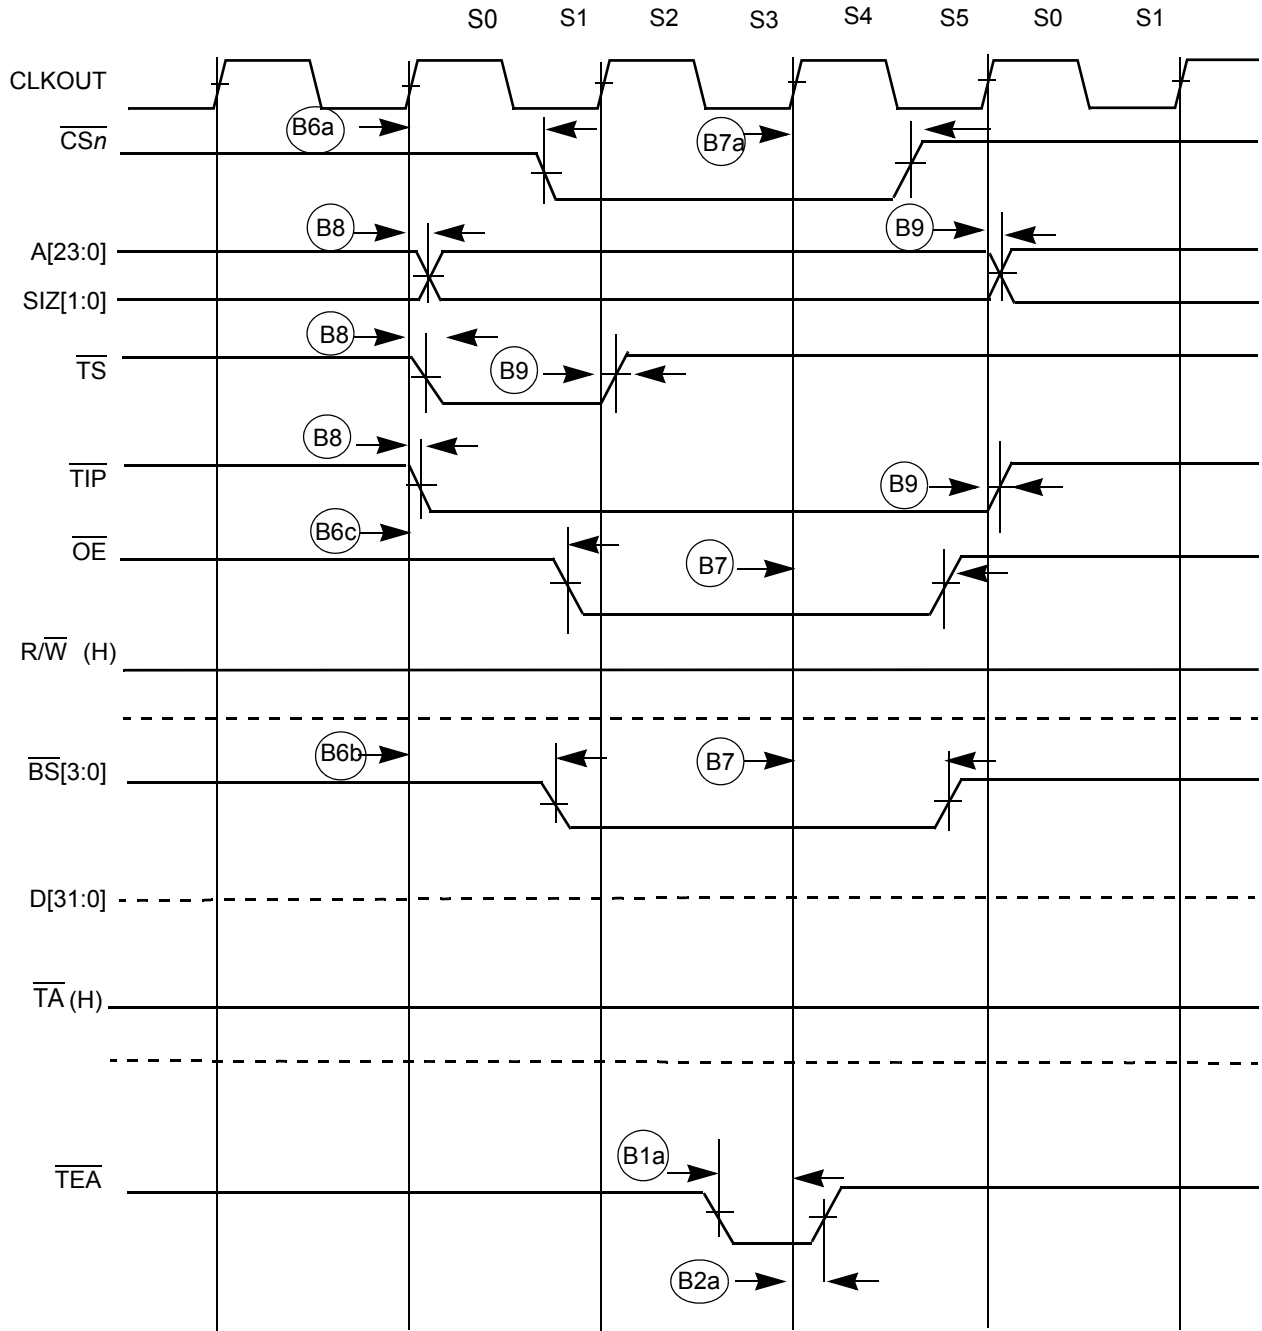 S0 S1 S2 S3 S4 S5 S0 S1
CLKOUT
B6a
B7a
CSn
B8
B9
A[23:0]
SIZ[1:0]
B8
B9
TS
B8
B9
TIP
B6c
B7
OE
R/W (H)
B6b
B7
BS[3:0]
D[31:0]
TA (H)
B1a
TEA
B2a